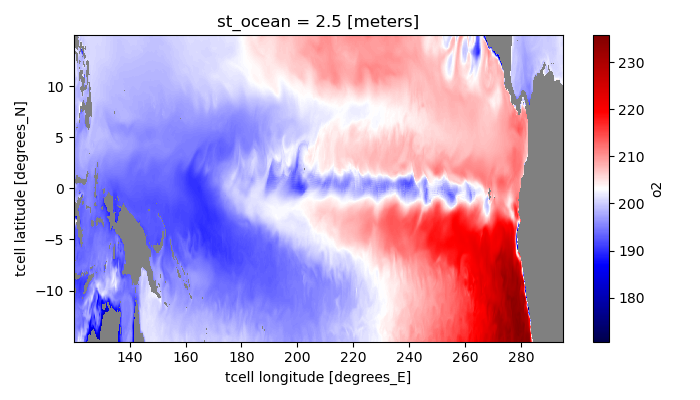 st_ocean = 2.5 [meters]
10
5
0
−5
−10
tcell latitude [degrees_N]
140 160 180 200 220 240 260 280
tcell longitude [degrees_E]
230
220
210
200
190
180
o2